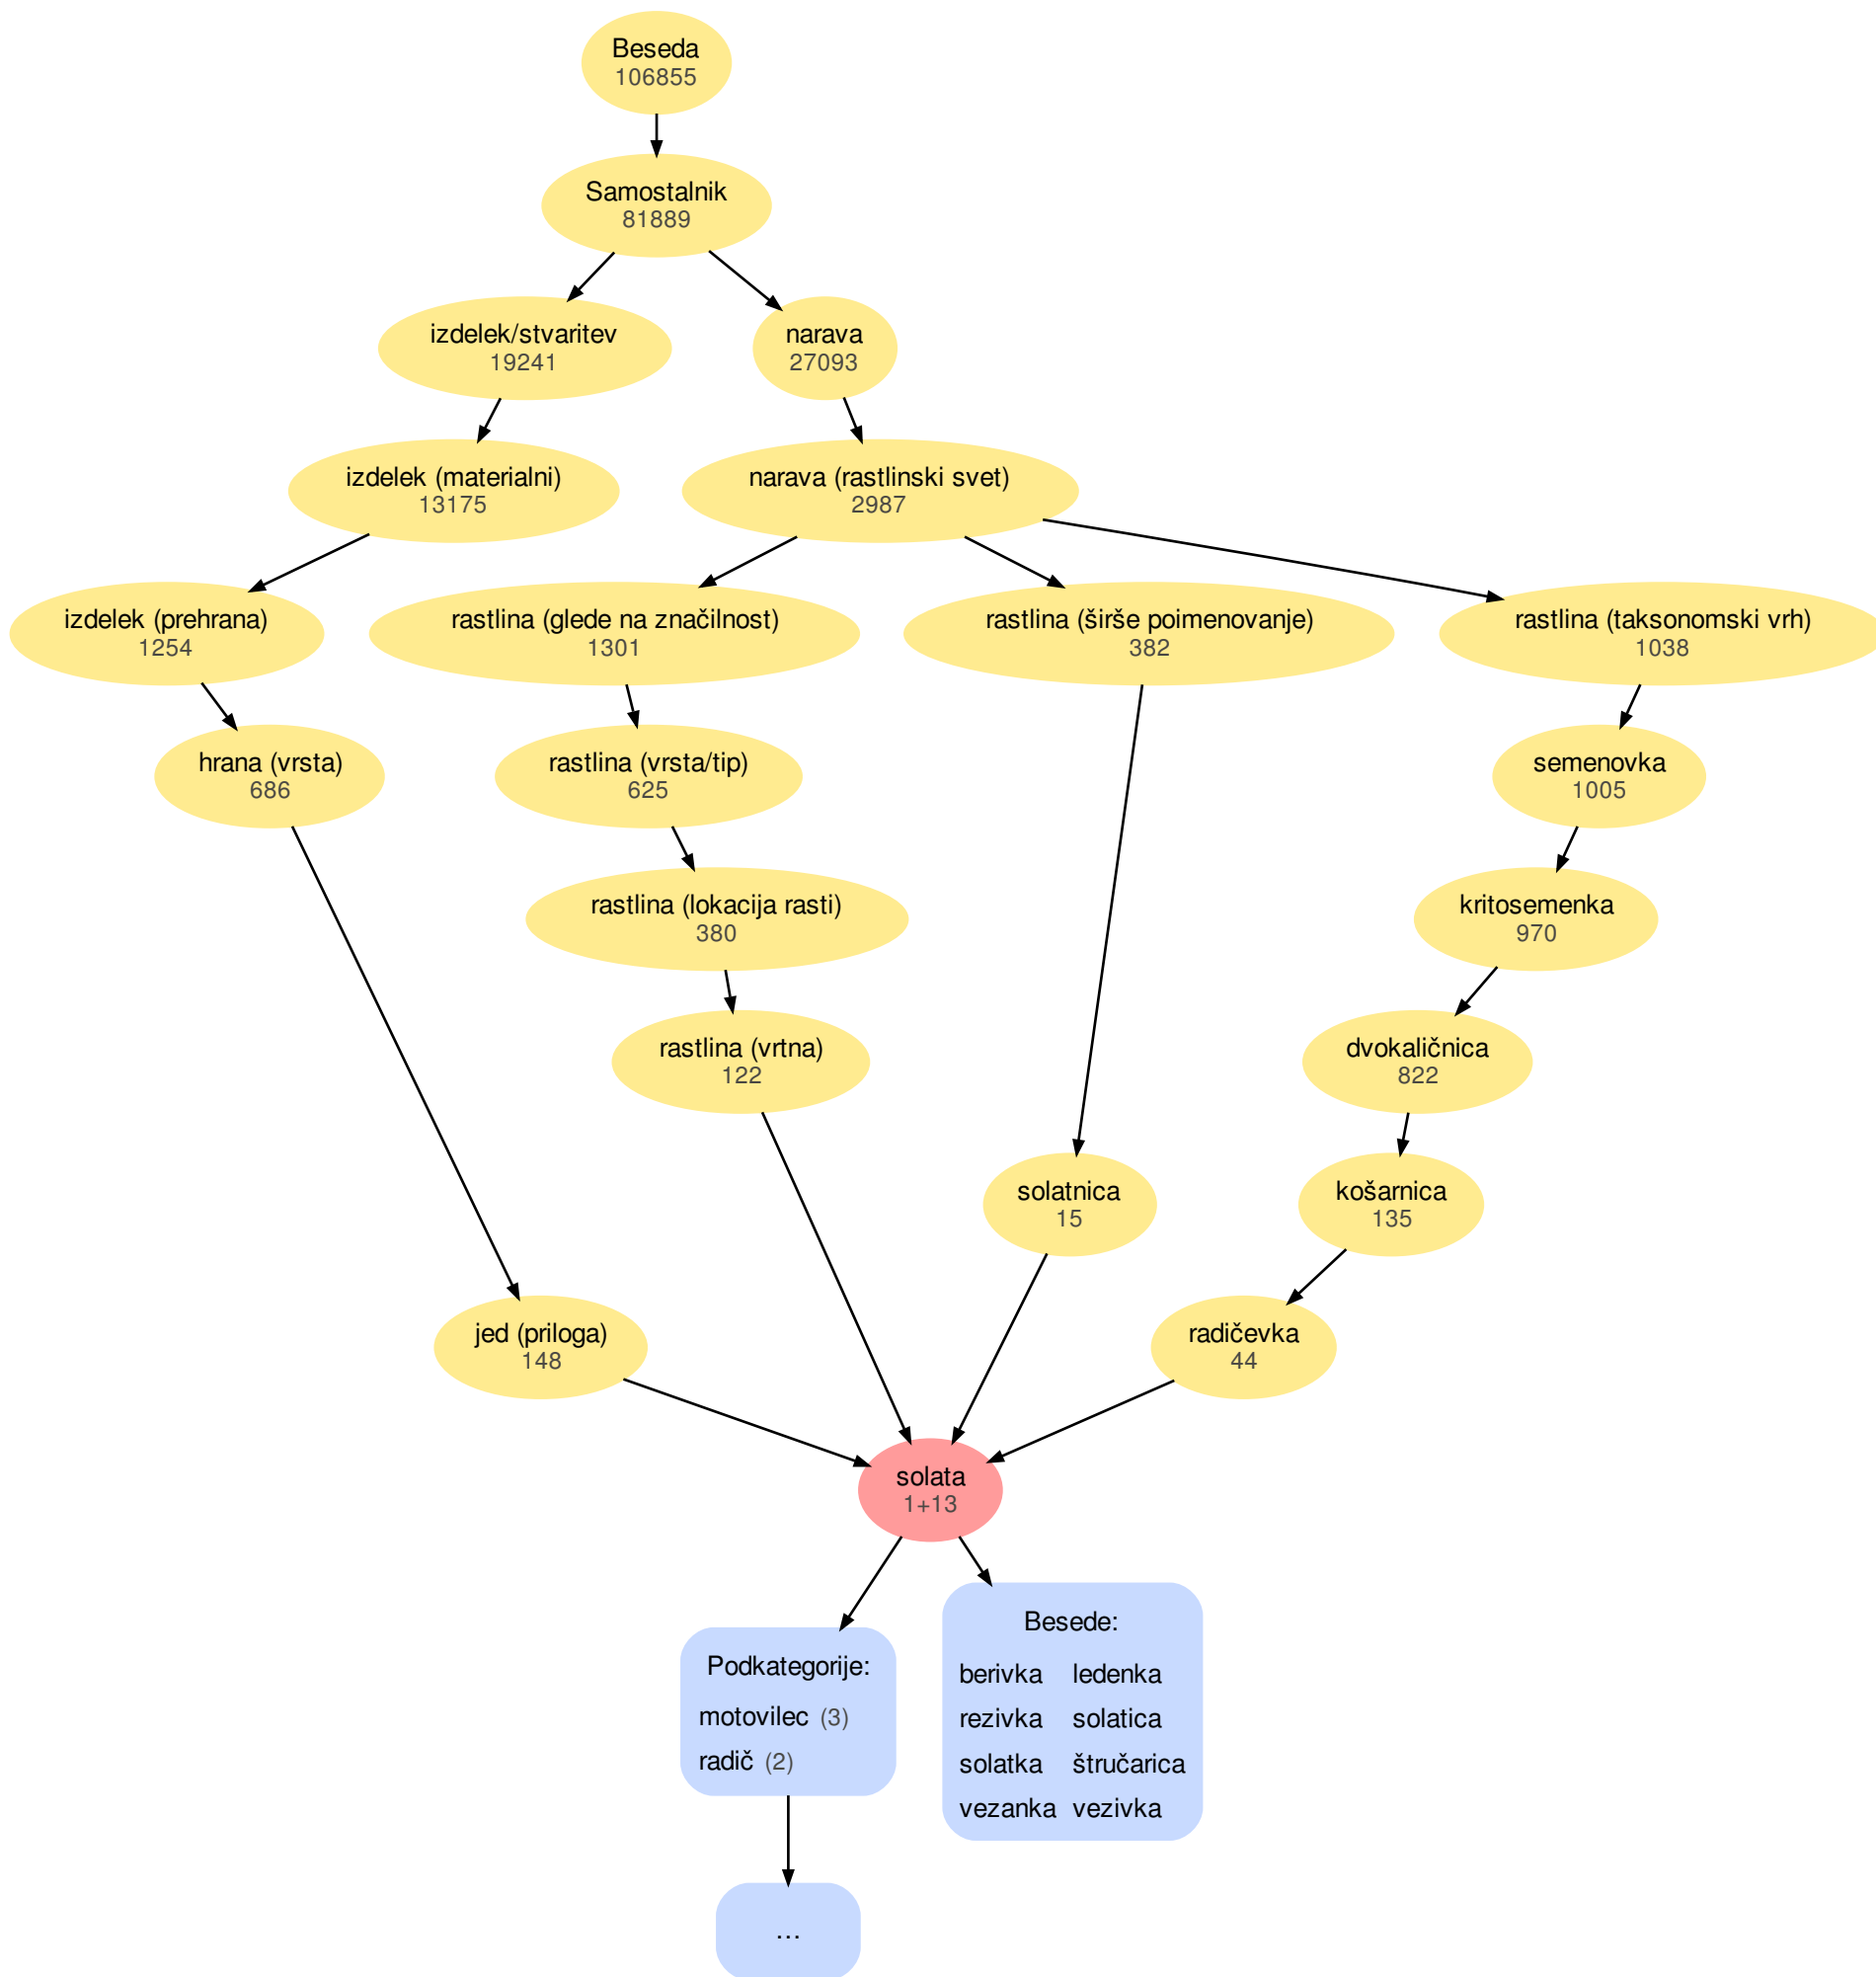 Beseda
106855
Samostalnik
81889
izdelek/stvaritev
19241
narava
27093
izdelek (materialni)
13175
narava (rastlinski svet)
2987
izdelek (prehrana)
1254
rastlina (glede na značilnost)
1301
rastlina (širše poimenovanje)
382
rastlina (taksonomski vrh)
1038
hrana (vrsta)
686
rastlina (vrsta/tip)
625
semenovka
1005
rastlina (lokacija rasti)
380
kritosemenka
970
rastlina (vrtna)
122
dvokaličnica
822
solatnica
15
košarnica
135
jed (priloga)
148
radičevka
44
solata
1+13
Podkategorije:
motovilec (3)
radič (2)
Besede:
berivka ledenka
rezivka solatica
solatka štručarica
vezanka vezivka
...